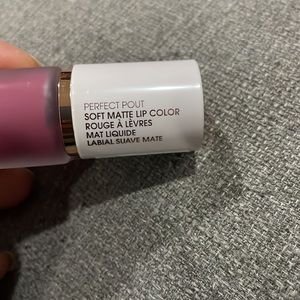 PERFECT POUT
SOFT MATTE LIP COLOR
ROUGE À LÈVRES
MAT LIQUIDE
LABIAL SUAVE MATE